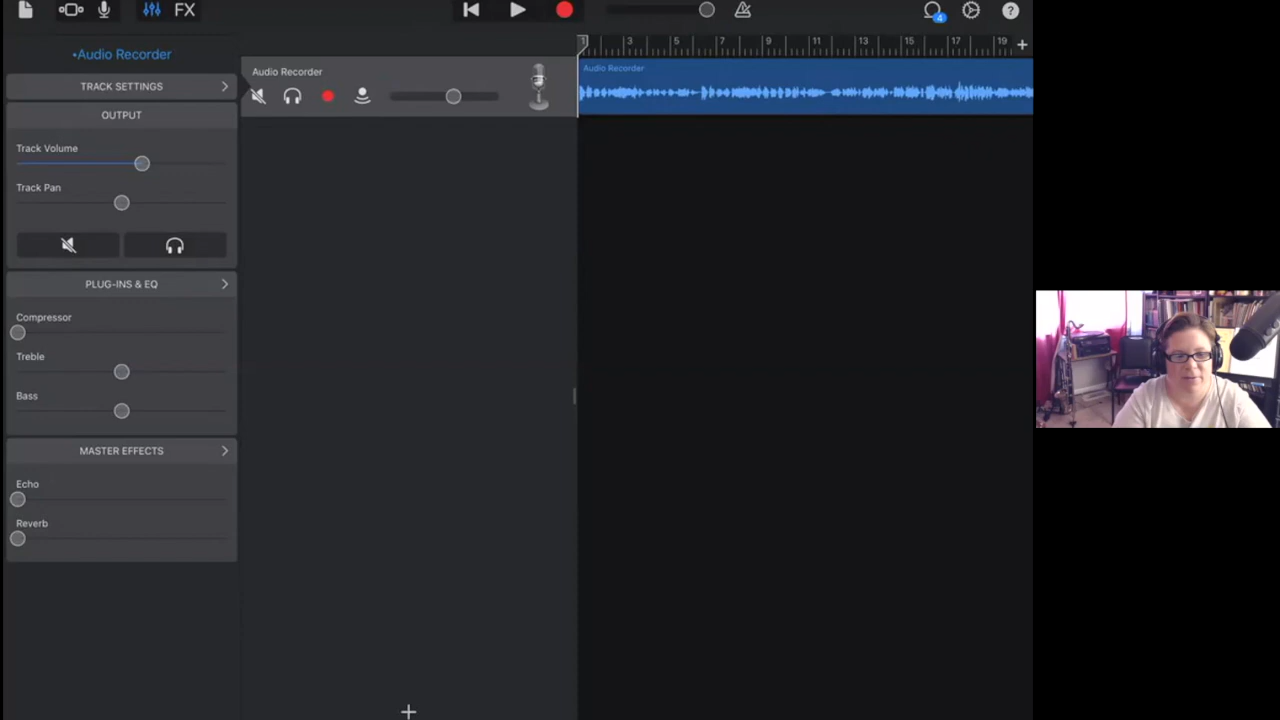 FX
4
?
•Audio Recorder
TRACK SETTINGS
OUTPUT
Track Volume
Track Pan
PLUG-INS & EQ
Compressor
Treble
Bass
MASTER EFFECTS
Echo
Reverb
Audio Recorder
1 3 5 7 9 11 13 15 17 19
Audio Recorder